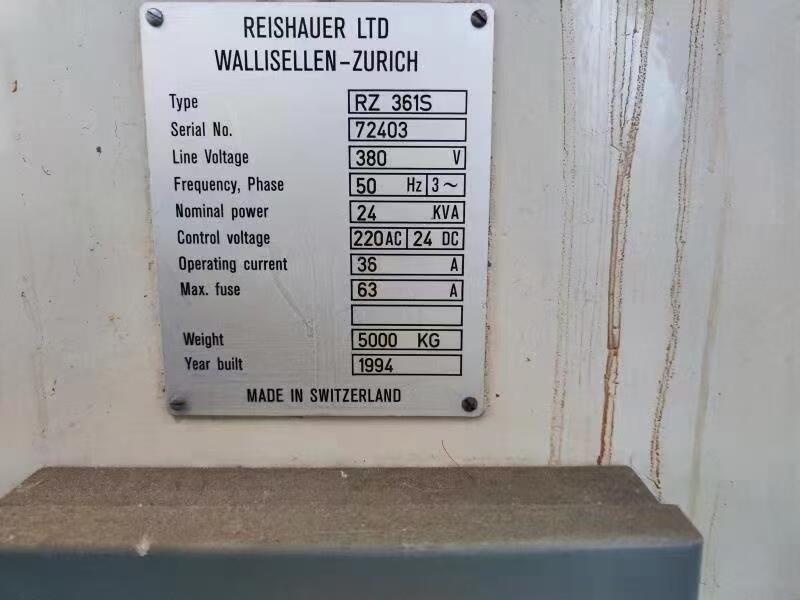 REISHAUER LTD
WALLISELLEN-ZURICH
Type RZ 361S
Serial No. 72403
Line Voltage 380 V
Frequency, Phase 50 Hz 3~
Nominal power 24 KVA
Control voltage 220AC 24 DC
Operating current 36 A
Max. fuse 63 A
Weight 5000 KG
Year built 1994
MADE IN SWITZERLAND